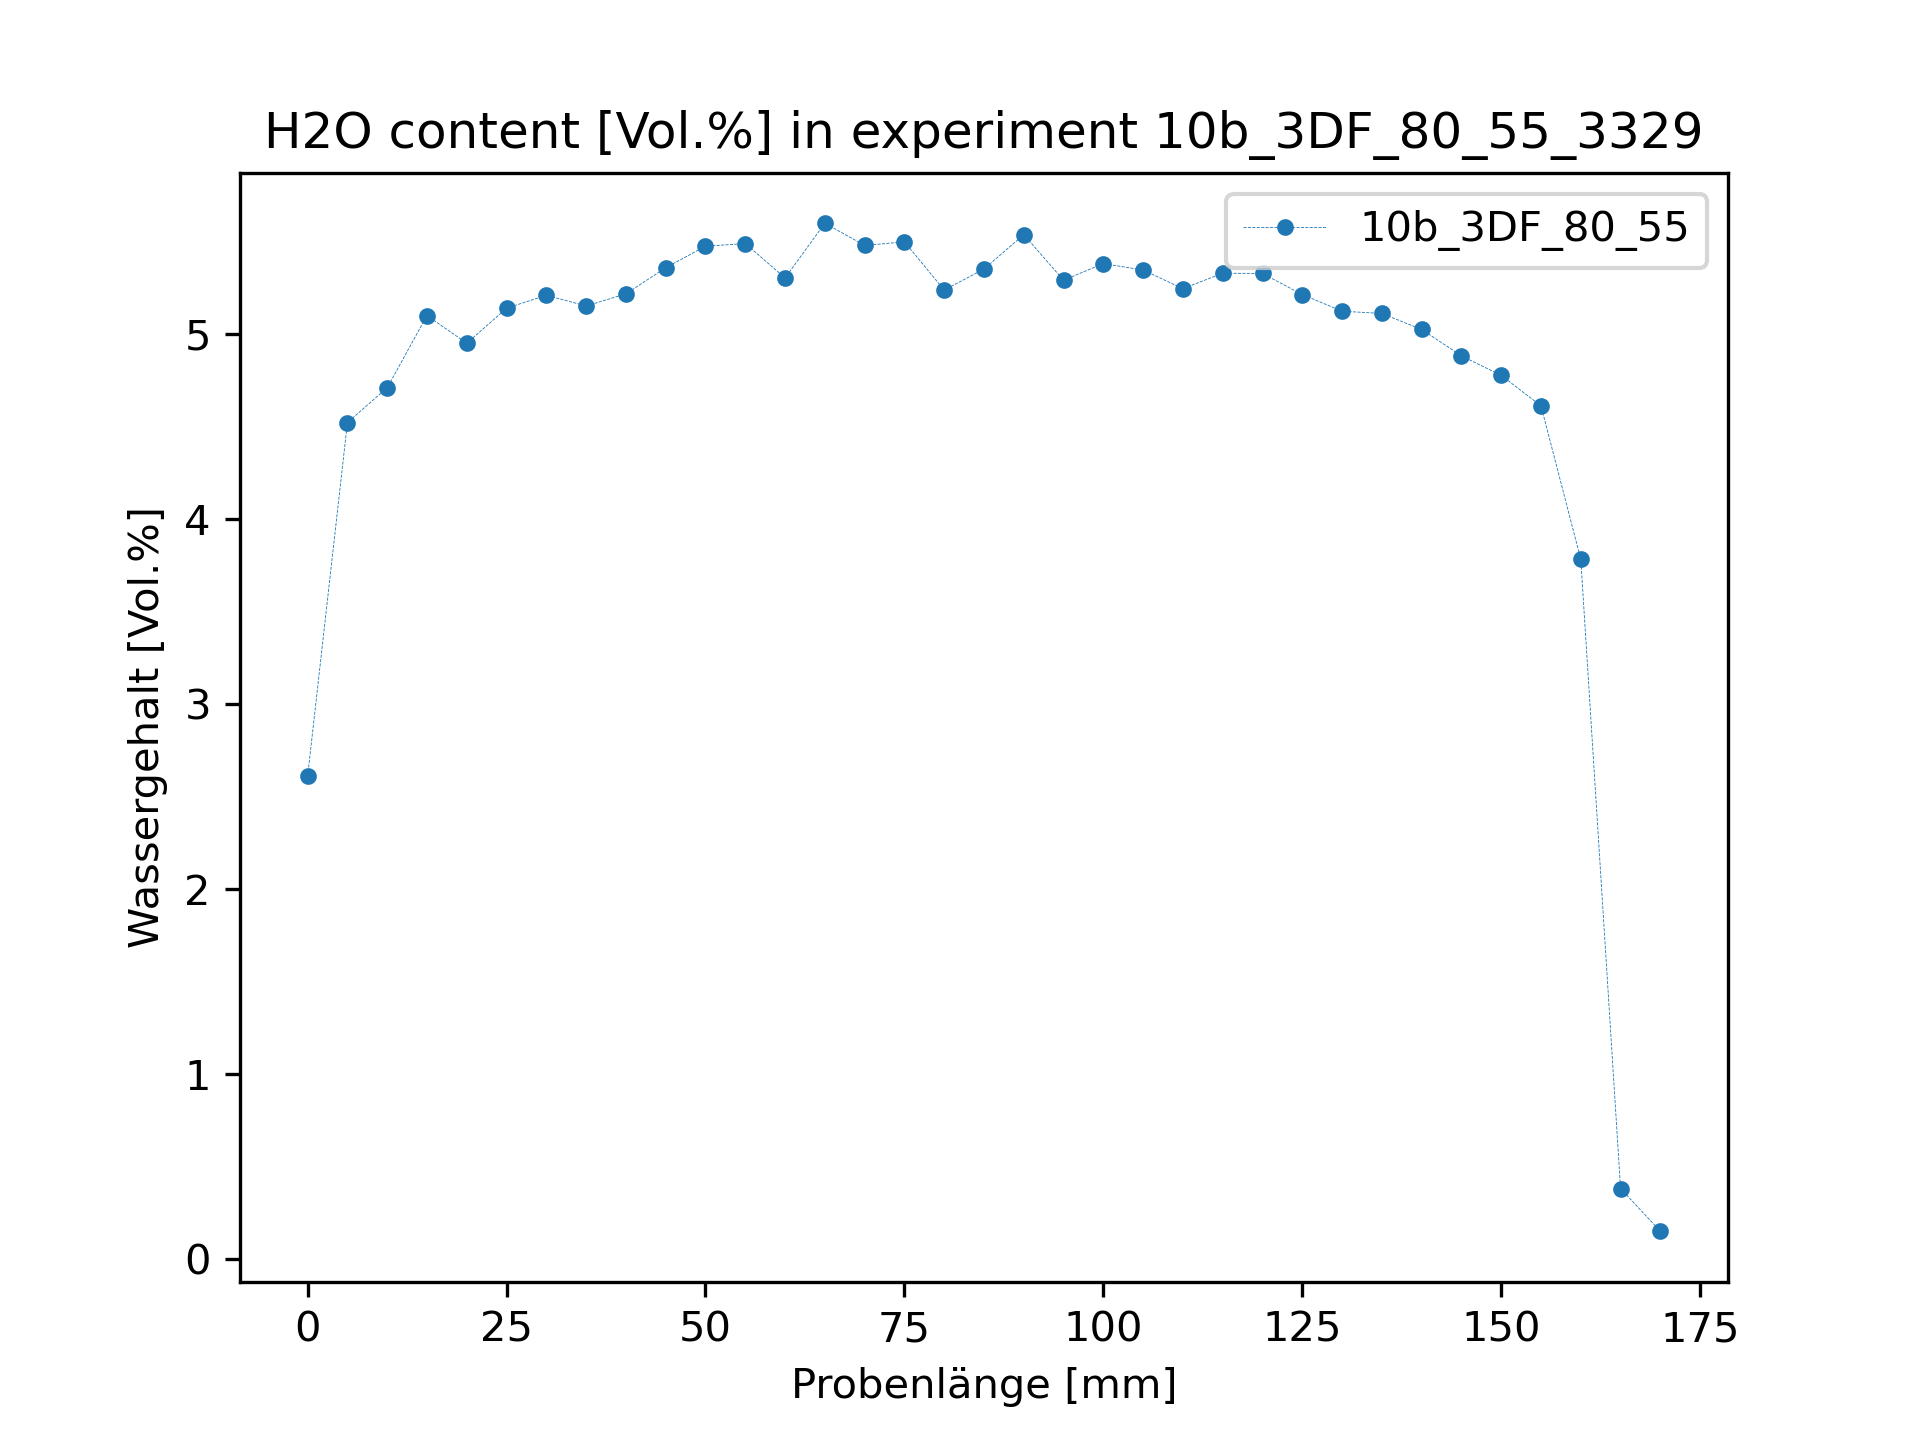 H2O content [Vol.%] in experiment 10b_3DF_80_55_3329
10b_3DF_80_55
Wassergehalt [Vol.%]
5
4
3
2
1
0
0 25 50 75 100 125 150 175
Probenlänge [mm]